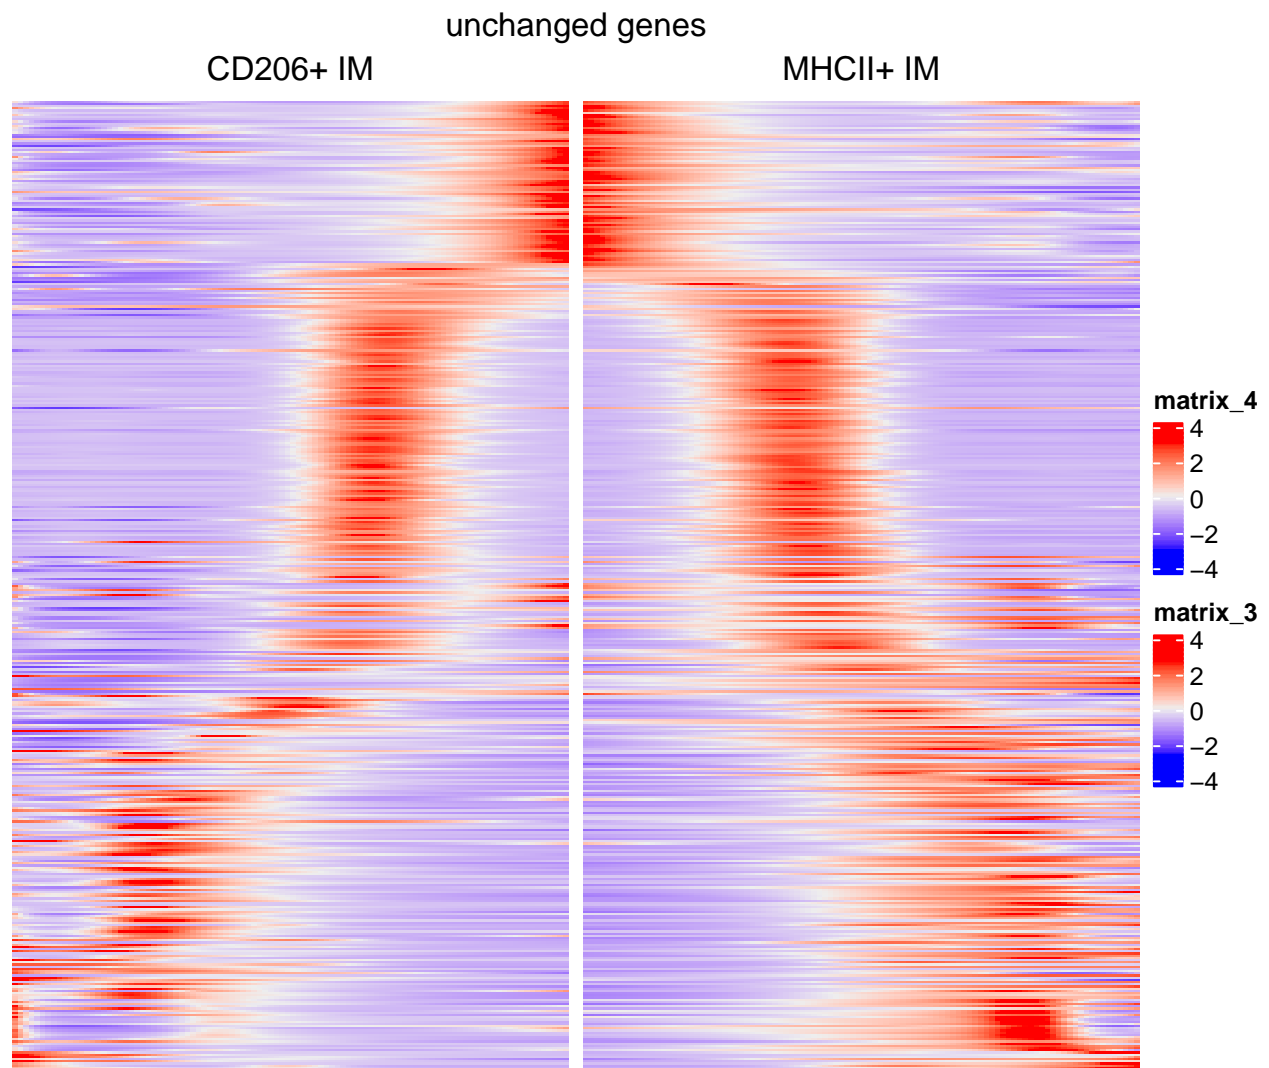 unchanged genes
CD206+ IM
MHCII+ IM
matrix_4
4
2
0
−2
−4
matrix_3
4
2
0
−2
−4